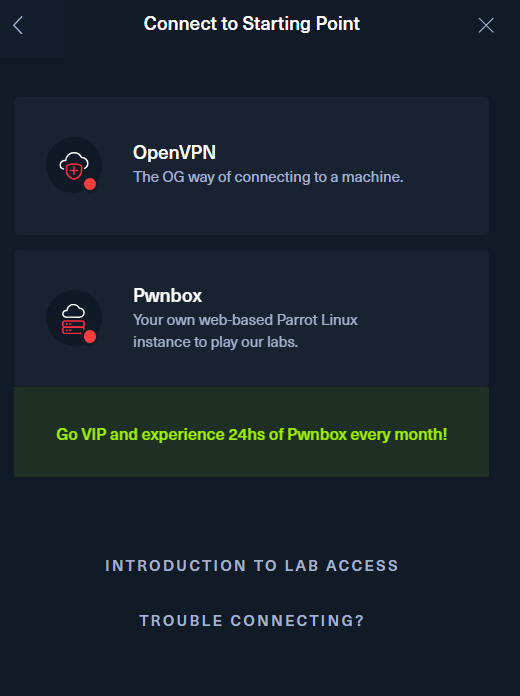 Connect to Starting Point
OpenVPN
The OG way of connecting to a machine.
Pwnbox
Your own web-based Parrot Linux
instance to play our labs.
Go VIP and experience 24hs of Pwnbox every month!
INTRODUCTION TO LAB ACCESS
TROUBLE CONNECTING?